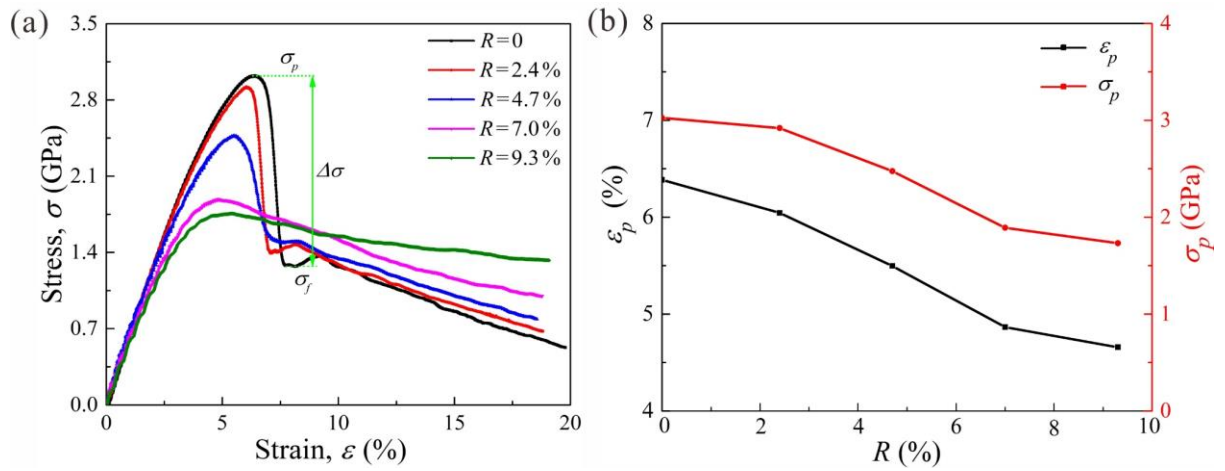 (a)
3.5
2.8
2.1
1.4
0.7
0.0
Stress, σ (GPa)
0 5 10 15 20
Strain, ε (%)
R=0
R=2.4%
R=4.7%
R=7.0%
R=9.3%
σp
Δσ
σf
(b)
8
7
6
5
4
εp (%)
0 2 4 6 8 10
R (%)
εp
σp
4
3
2
1
0
σp (GPa)